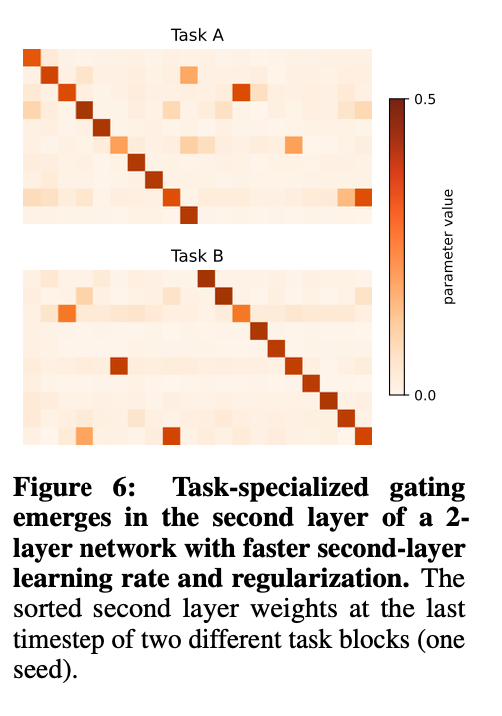 Task A
0.5
parameter value
0.0
Task B
Figure 6: Task-specialized gating
emerges in the second layer of a 2-
layer network with faster second-layer
learning rate and regularization. The
sorted second layer weights at the last
timestep of two different task blocks (one
seed).